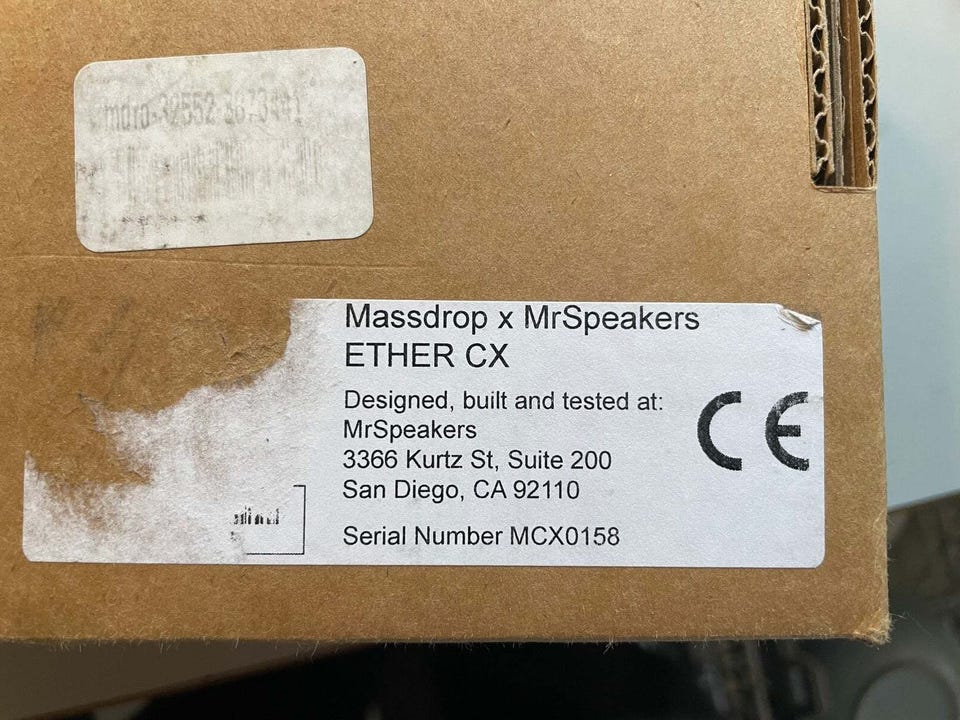 Massdrop x MrSpeakers
ETHER CX
Designed, built and tested at:
MrSpeakers
3366 Kurtz St, Suite 200
San Diego, CA 92110
Serial Number MCX0158
CE